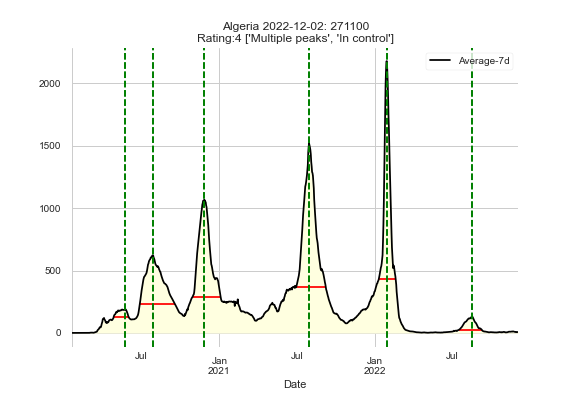 Algeria 2022-12-02: 271100
Rating:4 ['Multiple peaks', 'In control']
Average-7d
2000
1500
1000
500
0
Jul
Jan
2021
Jul
Jan
2022
Jul
Date